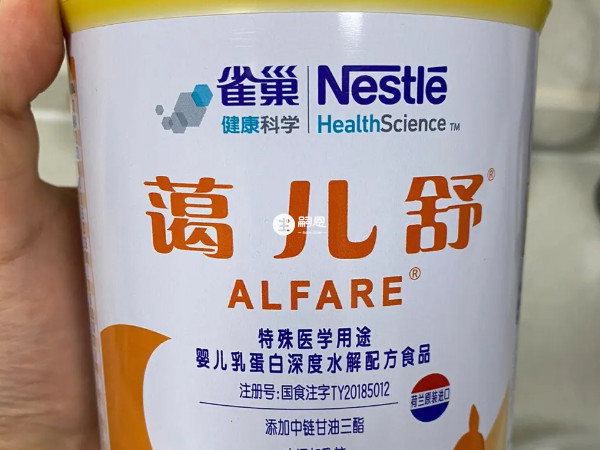 雀巢 Nestlé
健康科学 HealthScience TM
蔼儿舒®
嗣恩
ALFARE®
特殊医学用途
婴儿乳蛋白深度水解配方食品
注册号:国食注字TY20185012
荷兰原装进口
添加中链甘油三酯